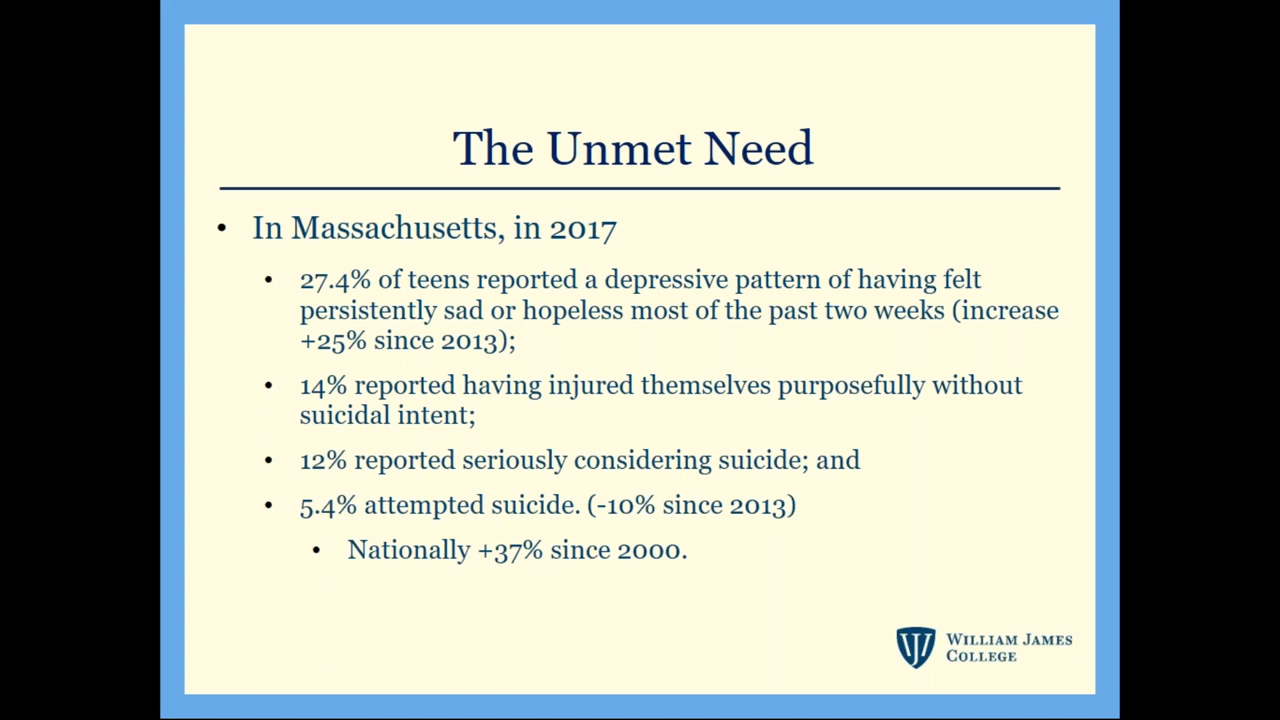 The Unmet Need
• In Massachusetts, in 2017
• 27.4% of teens reported a depressive pattern of having felt
persistently sad or hopeless most of the past two weeks (increase
+25% since 2013);
• 14% reported having injured themselves purposefully without
suicidal intent;
• 12% reported seriously considering suicide; and
• 5.4% attempted suicide. (-10% since 2013)
• Nationally +37% since 2000.
WILLIAM JAMES
COLLEGE